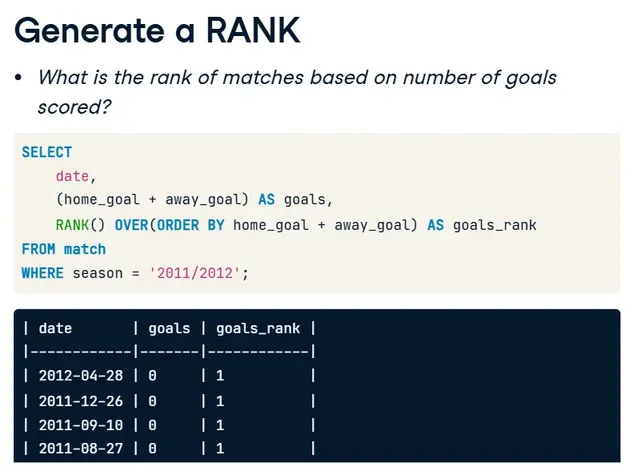 Generate a RANK
• What is the rank of matches based on number of goals
scored?
SELECT
    date,
    (home_goal + away_goal) AS goals,
    RANK() OVER(ORDER BY home_goal + away_goal) AS goals_rank
FROM match
WHERE season = '2011/2012';
| date       | goals | goals_rank |
|------------|-------|------------|
| 2012-04-28 | 0     | 1          |
| 2011-12-26 | 0     | 1          |
| 2011-09-10 | 0     | 1          |
| 2011-08-27 | 0     | 1          |